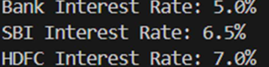 Bank Interest Rate: 5.0%
SBI Interest Rate: 6.5%
HDFC Interest Rate: 7.0%